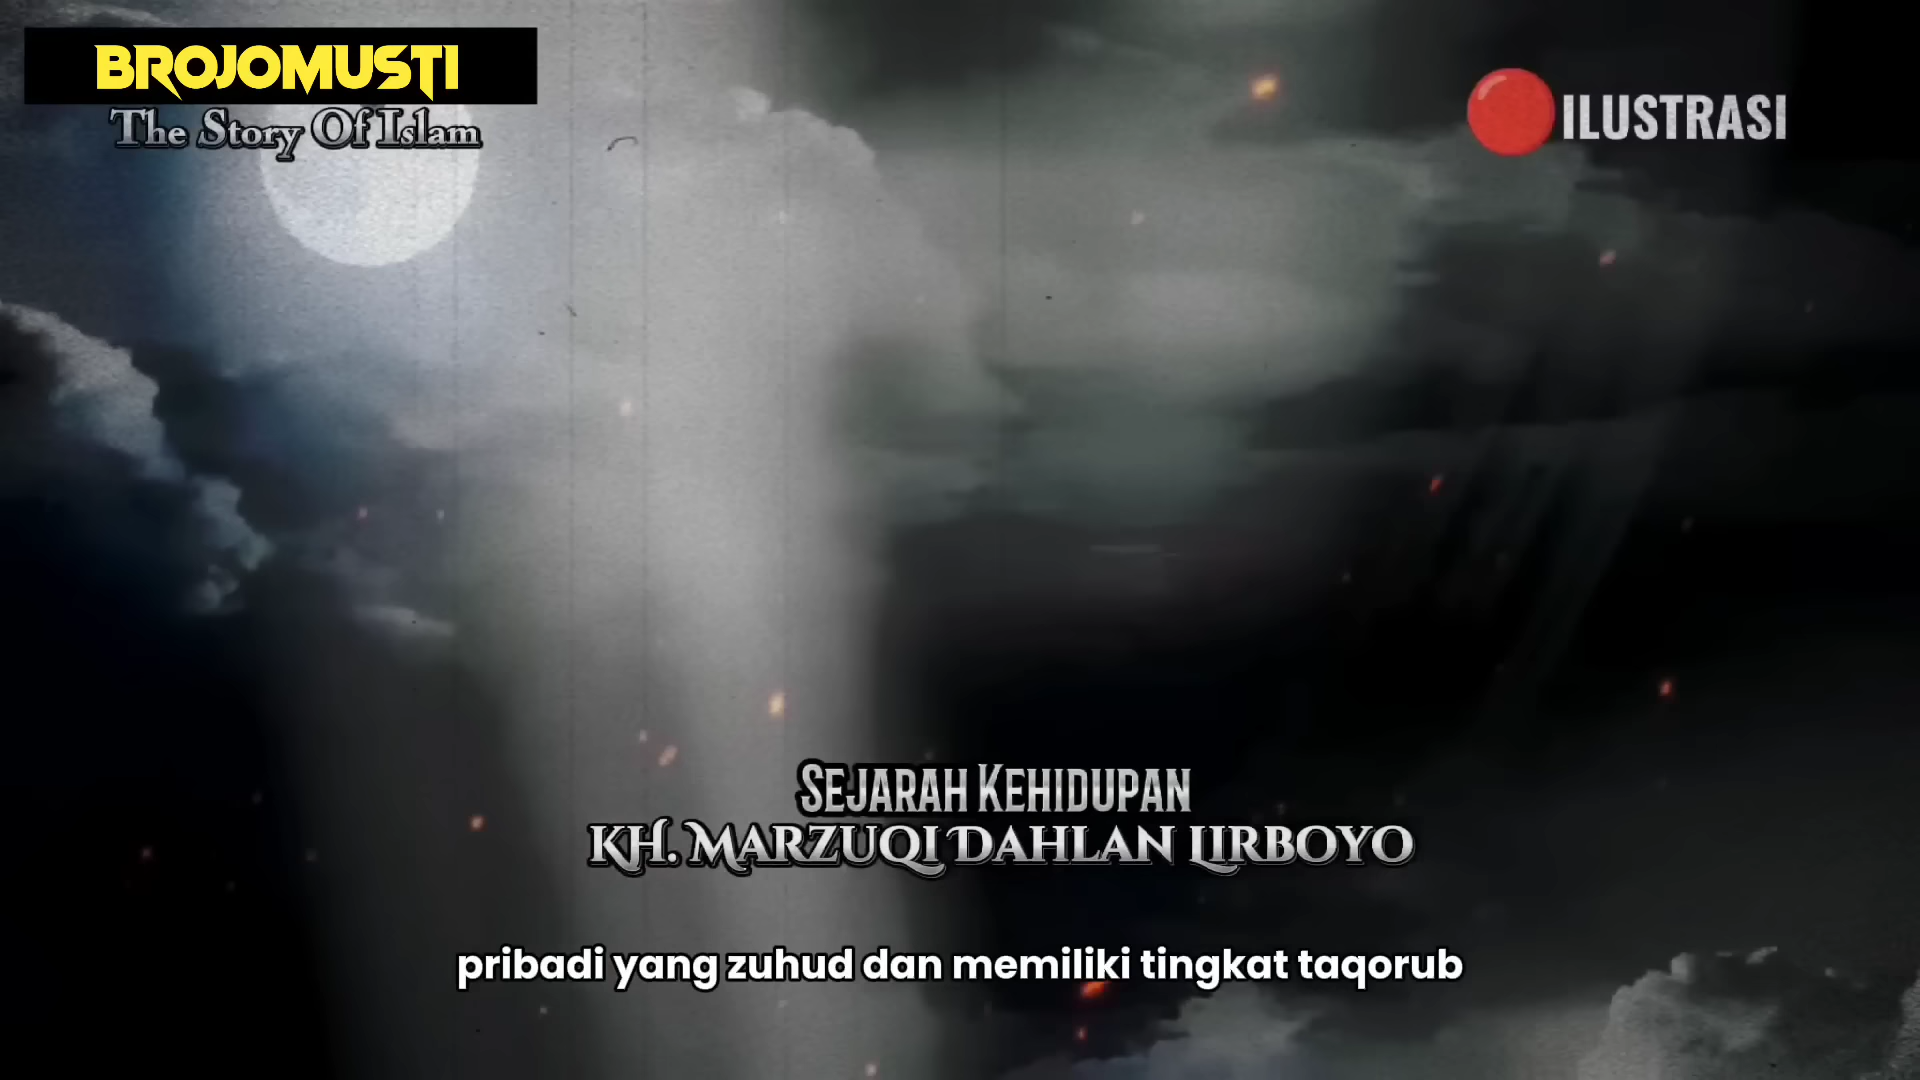 BROJOMUSTI
The Story Of Islam
ILUSTRASI
SEJARAH KEHIDUPAN
KH. MARZUQI DAHLAN LIRBOYO
pribadi yang zuhud dan memiliki tingkat taqorub